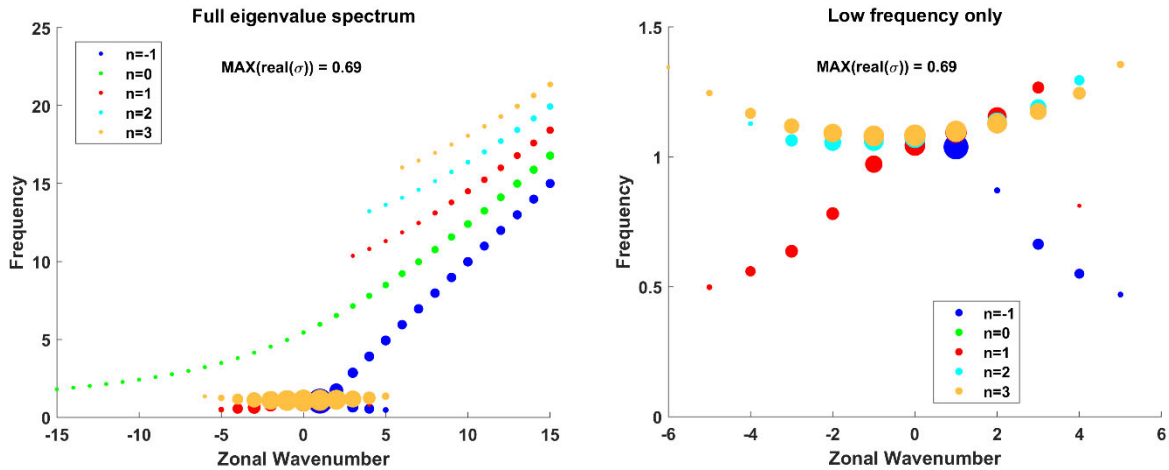 Full eigenvalue spectrum
25
20
15
10
5
0
Frequency
n=-1
n=0
n=1
n=2
n=3
MAX(real(σ)) = 0.69
-15 -10 -5 0 5 10 15
Zonal Wavenumber
Low frequency only
1.5
1
0.5
0
Frequency
MAX(real(σ)) = 0.69
n=-1
n=0
n=1
n=2
n=3
-6 -4 -2 0 2 4 6
Zonal Wavenumber